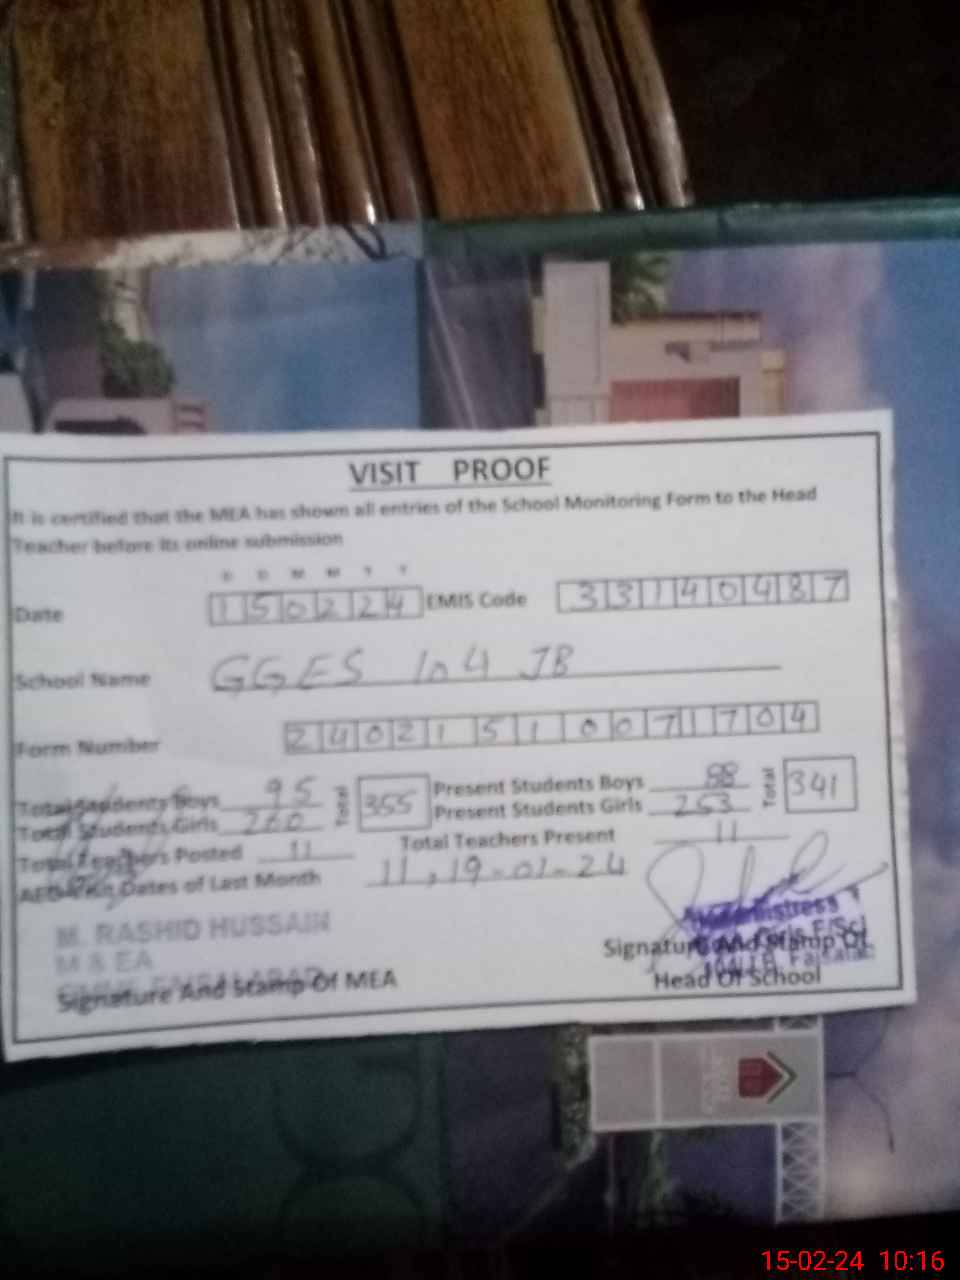 VISIT PROOF
It is certified that the MEA has shown all entries of the School Monitoring Form to the Head
Teacher before its online submission
D D M M Y Y
Date 150224 EMIS Code 33140487
School Name GGES 104 JB
Form Number 24021510071704
Total Students Boys 95 Total 355 Present Students Boys 88 Total 341
Total Students Girls 260 Present Students Girls 253
Total Teachers Posted 11 Total Teachers Present 11
AEO Visit Dates of Last Month 11,19-01-24
M. RASHID HUSSAIN
M & EA
FAISALABAD
Signature And Stamp Of MEA
Signature And Stamp Of
Head Of School
15-02-24 10:16